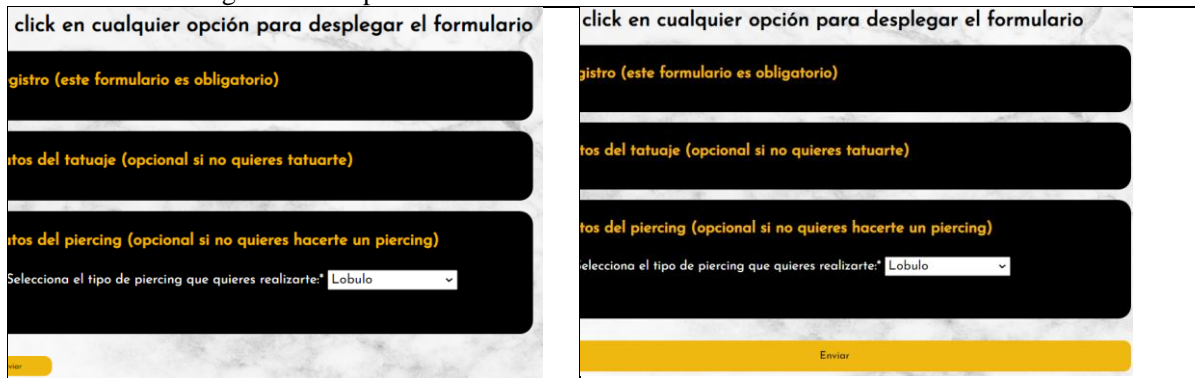 click en cualquier opción para desplegar el formulario
gistro (este formulario es obligatorio)
tos del tatuaje (opcional si no quieres tatuarte)
tos del piercing (opcional si no quieres hacerte un piercing)
Selecciona el tipo de piercing que quieres realizarte:* Lobulo
viar
click en cualquier opción para desplegar el formulario
gistro (este formulario es obligatorio)
tos del tatuaje (opcional si no quieres tatuarte)
tos del piercing (opcional si no quieres hacerte un piercing)
elecciona el tipo de piercing que quieres realizarte:* Lobulo
Enviar